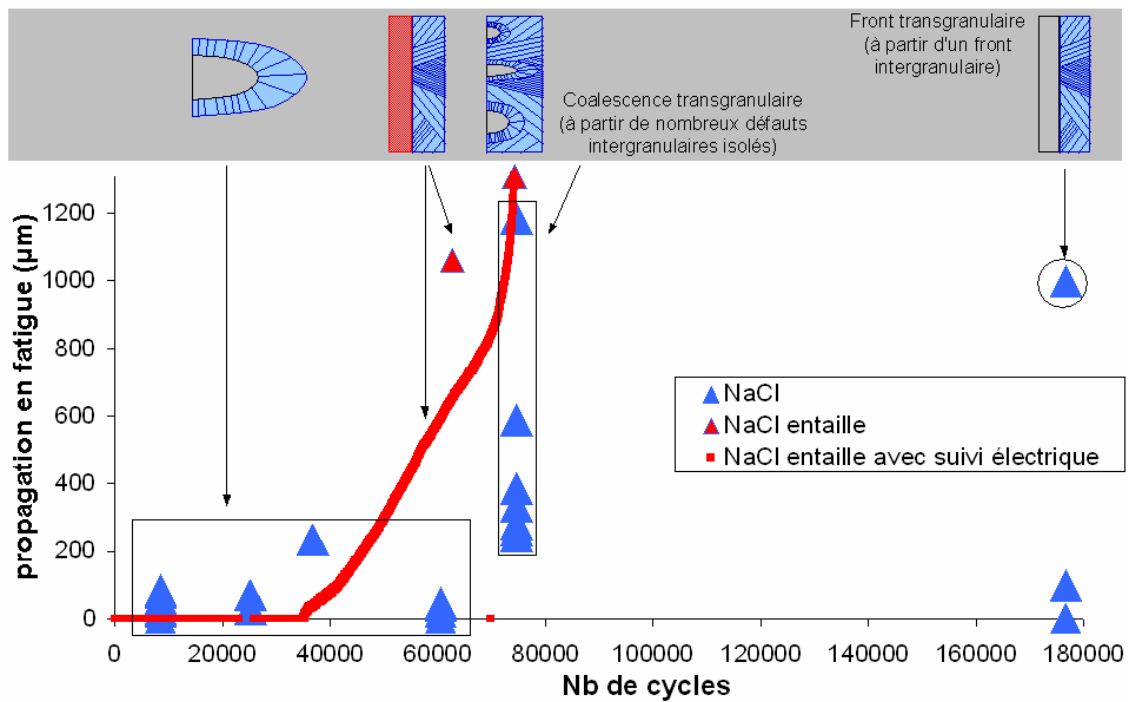 Front transgranulaire
(à partir d'un front
intergranulaire)
Coalescence transgranulaire
(à partir de nombreux défauts
intergranulaires isolés)
propagation en fatigue (µm)
1200
1000
800
600
400
200
0
NaCl
NaCl entaille
NaCl entaille avec suivi électrique
0 20000 40000 60000 80000 100000 120000 140000 160000 180000
Nb de cycles